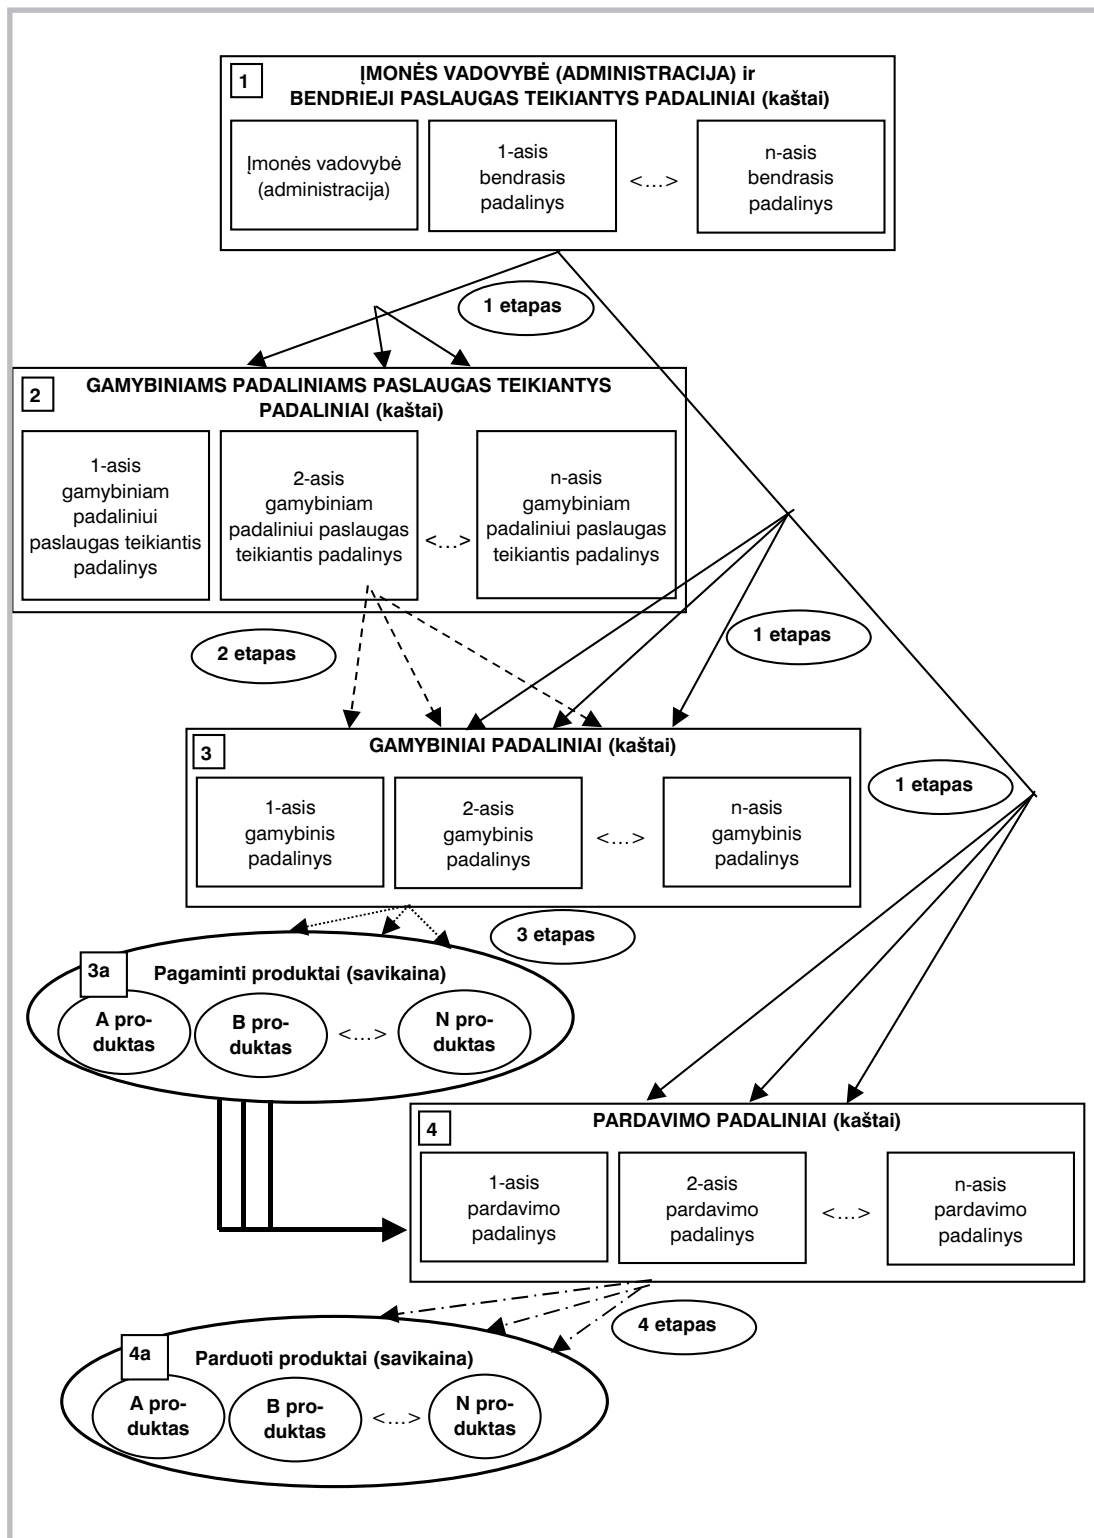 1
ĮMONĖS VADOVYBĖ (ADMINISTRACIJA) ir
BENDRIEJI PASLAUGAS TEIKIANTYS PADALINIAI (kaštai)
Įmonės vadovybė
(administracija)
1-asis
bendrasis
padalinys
<...>
n-asis
bendrasis
padalinys
1 etapas
2
GAMYBINIAMS PADALINIAMS PASLAUGAS TEIKIANTYS
PADALINIAI (kaštai)
1-asis
gamybiniam
padaliniui
paslaugas teikiantis
padalinys
2-asis
gamybiniam
padaliniui paslaugas
teikiantis padalinys
<...>
n-asis
gamybiniam
padaliniui paslaugas
teikiantis padalinys
2 etapas
1 etapas
3
GAMYBINIAI PADALINIAI (kaštai)
1-asis
gamybinis
padalinys
2-asis
gamybinis
padalinys
<...>
n-asis
gamybinis
padalinys
1 etapas
3 etapas
3a
Pagaminti produktai (savikaina)
A pro-
duktas
B pro-
duktas
<...>
N pro-
duktas
4
PARDAVIMO PADALINIAI (kaštai)
1-asis
pardavimo
padalinys
2-asis
pardavimo
padalinys
<...>
n-asis
pardavimo
padalinys
4 etapas
4a
Parduoti produktai (savikaina)
A pro-
duktas
B pro-
duktas
<...>
N pro-
duktas